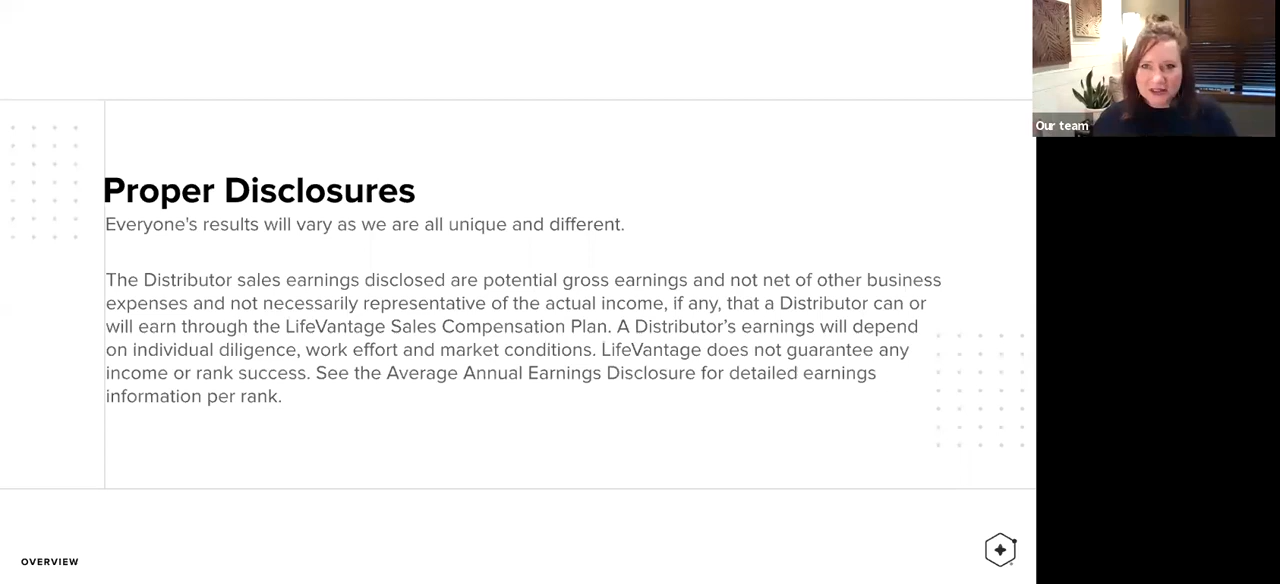 Our team
Proper Disclosures
Everyone's results will vary as we are all unique and different.
The Distributor sales earnings disclosed are potential gross earnings and not net of other business
expenses and not necessarily representative of the actual income, if any, that a Distributor can or
will earn through the LifeVantage Sales Compensation Plan. A Distributor’s earnings will depend
on individual diligence, work effort and market conditions. LifeVantage does not guarantee any
income or rank success. See the Average Annual Earnings Disclosure for detailed earnings
information per rank.
OVERVIEW